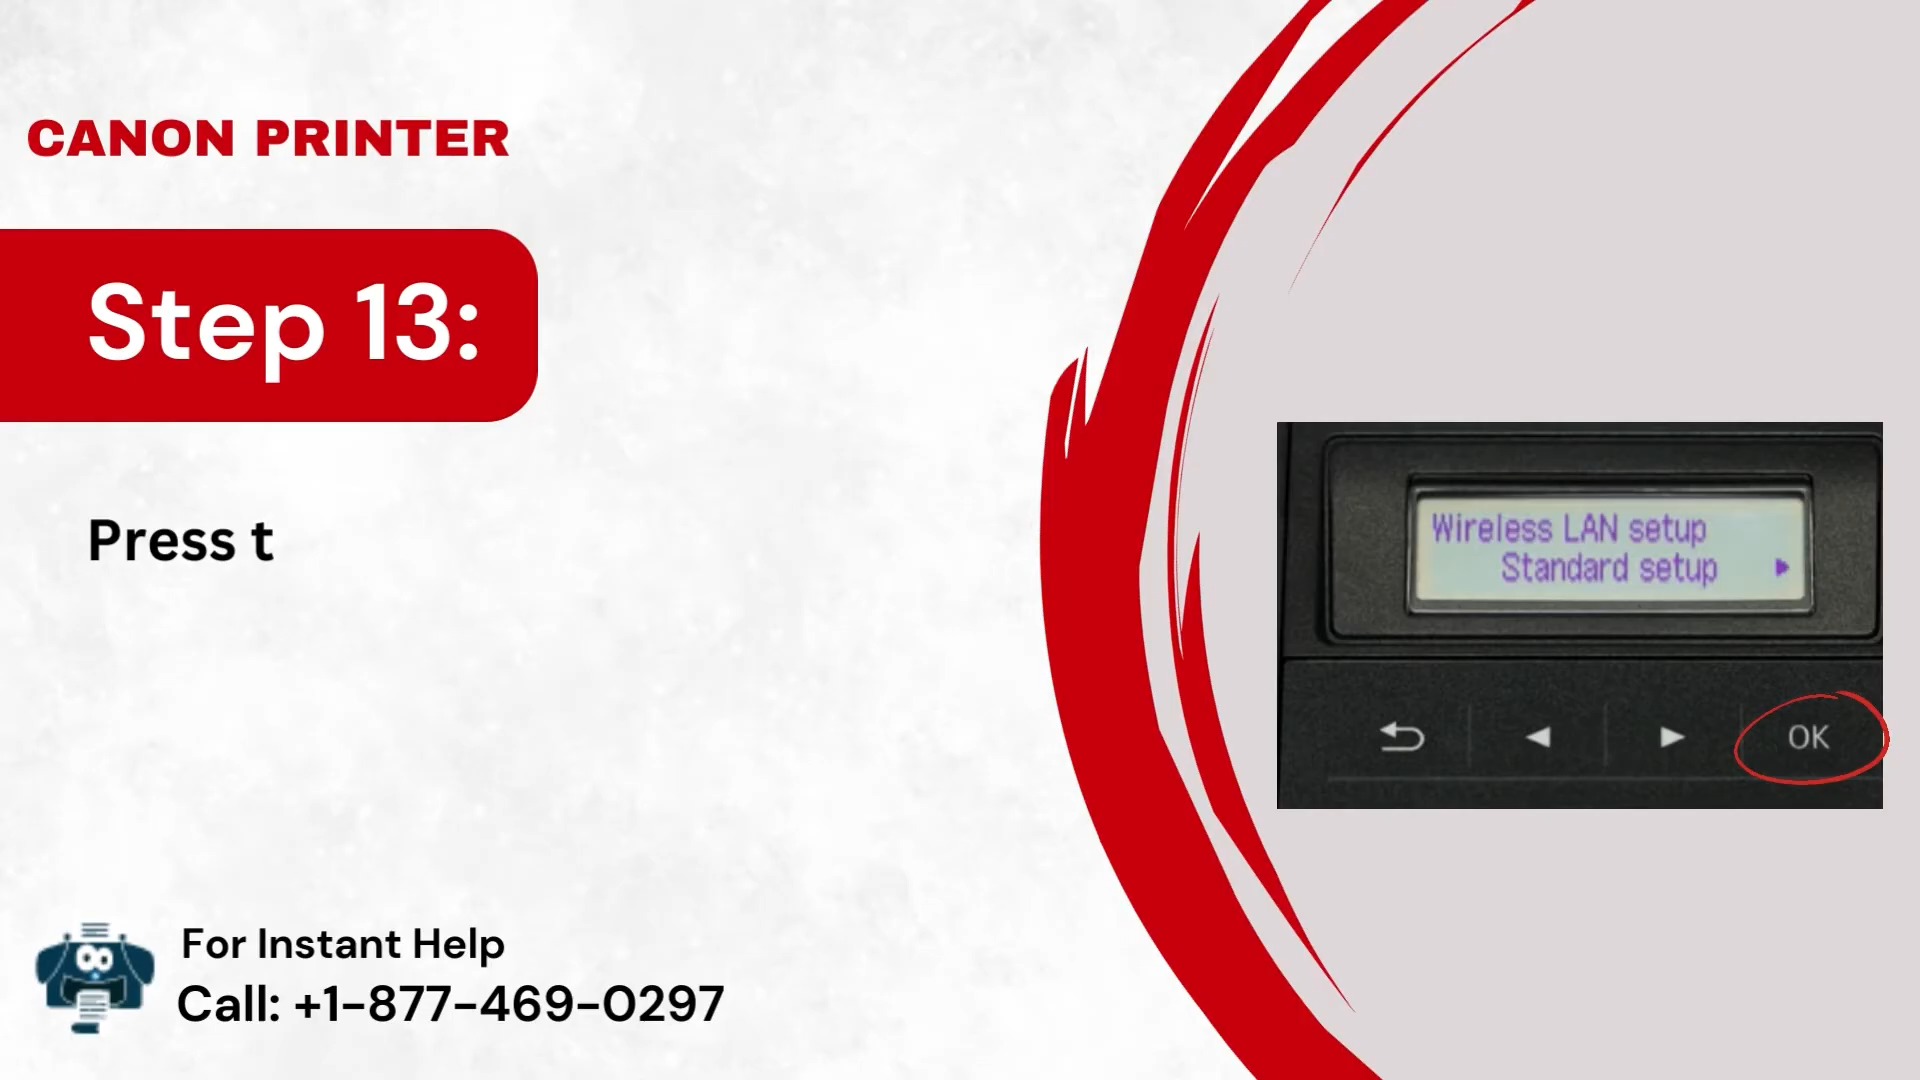 CANON PRINTER
Step 13:
Press t
Wireless LAN setup
Standard setup
OK
For Instant Help
Call: +1-877-469-0297